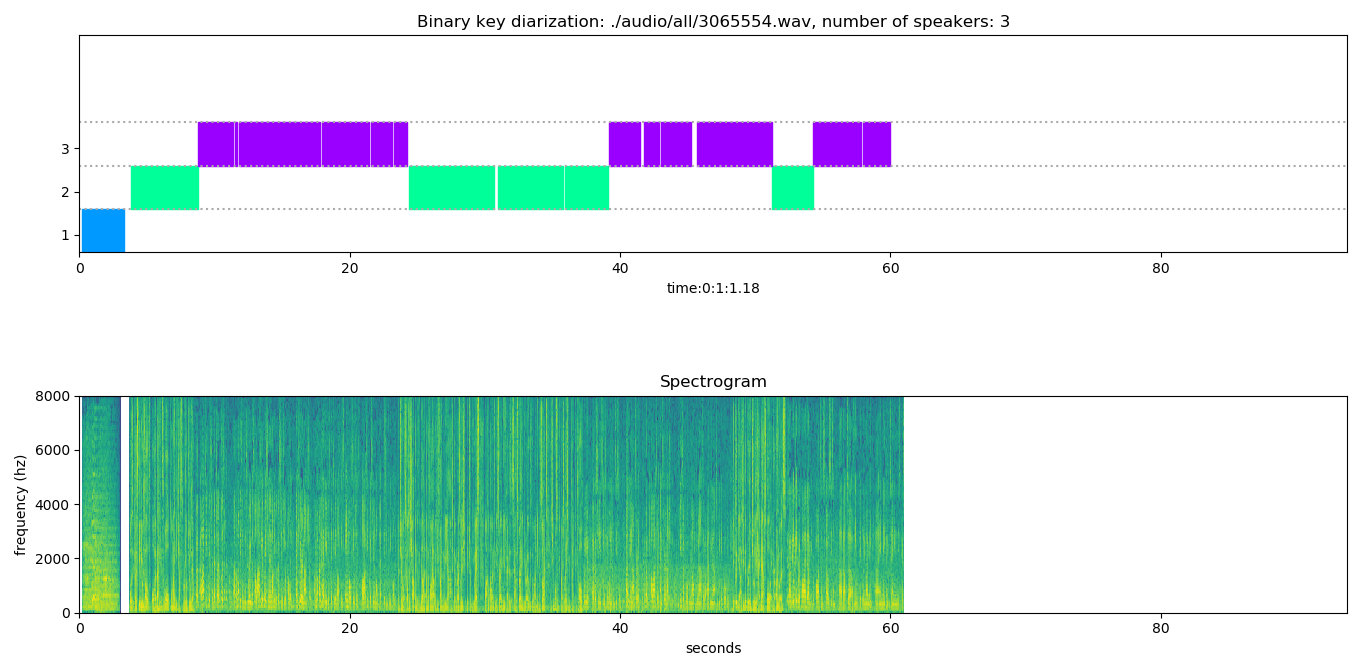 Binary key diarization: ./audio/all/3065554.wav, number of speakers: 3
3
2
1
0 20 40 60 80
time:0:1:1.18
Spectrogram
8000
6000
4000
2000
0
frequency (hz)
0 20 40 60 80
seconds